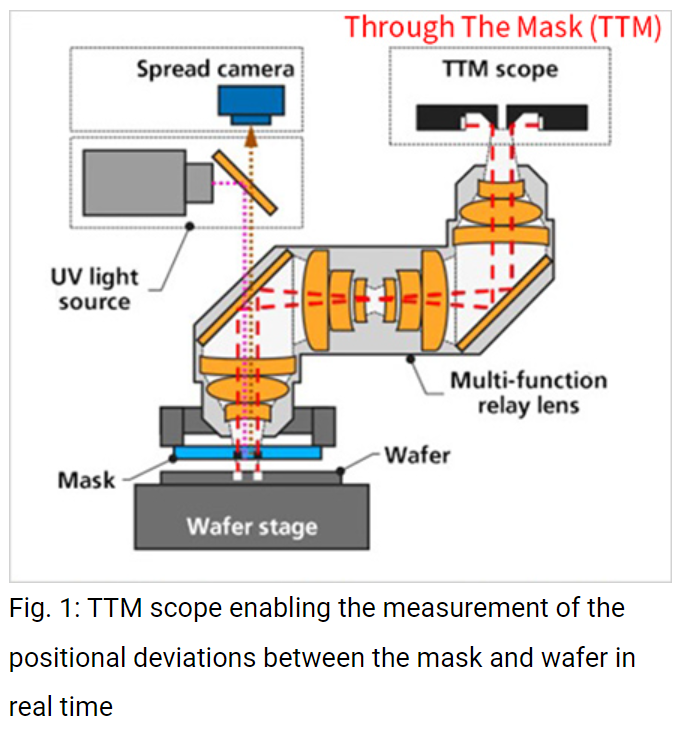 Through The Mask (TTM)
Spread camera
TTM scope
UV light
source
Multi-function
relay lens
Wafer
Mask
Wafer stage
Fig. 1: TTM scope enabling the measurement of the
positional deviations between the mask and wafer in
real time